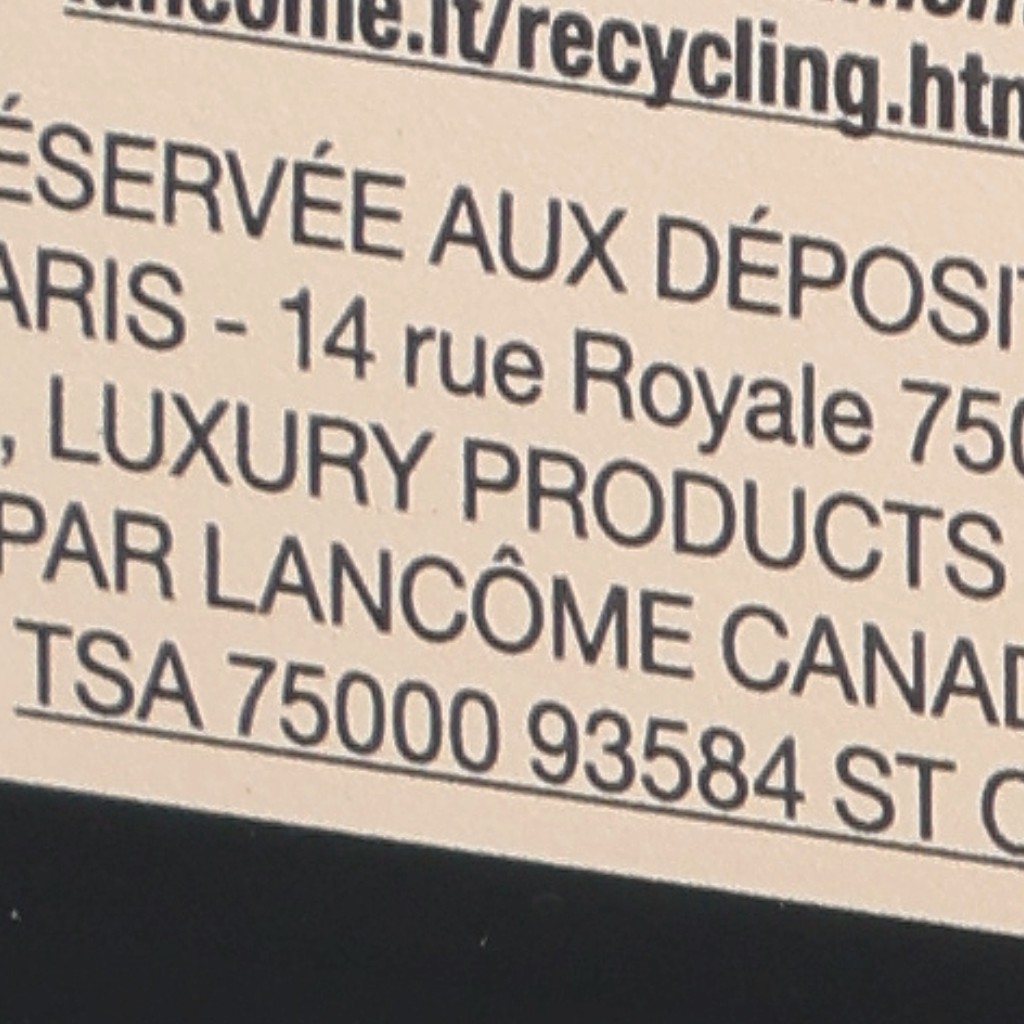 lancome.it/recycling.htm
ÉSERVÉE AUX DÉPOSIT
ARIS - 14 rue Royale 750
, LUXURY PRODUCTS
PAR LANCÔME CANAD
TSA 75000 93584 ST